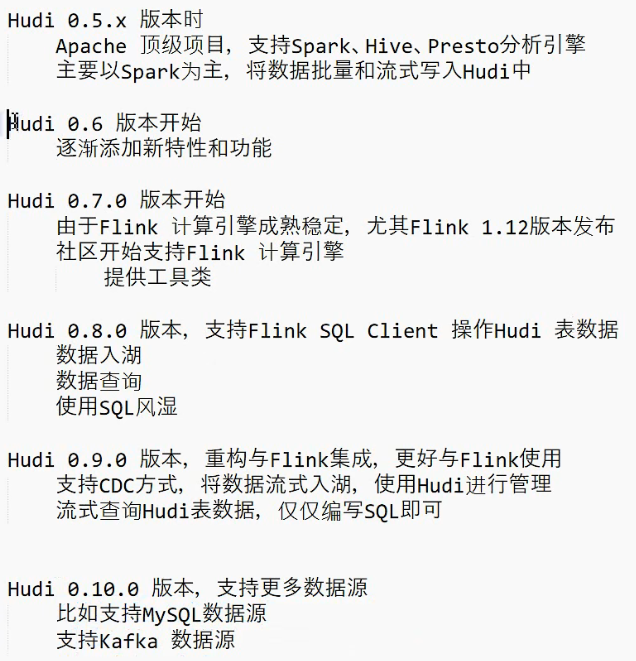 Hudi 0.5.x 版本时
Apache 顶级项目，支持Spark、Hive、Presto分析引擎
主要以Spark为主，将数据批量和流式写入Hudi中
Hudi 0.6 版本开始
逐渐添加新特性和功能
Hudi 0.7.0 版本开始
由于Flink 计算引擎成熟稳定，尤其Flink 1.12版本发布
社区开始支持Flink 计算引擎
提供工具类
Hudi 0.8.0 版本，支持Flink SQL Client 操作Hudi 表数据
数据入湖
数据查询
使用SQL风湿
Hudi 0.9.0 版本，重构与Flink集成，更好与Flink使用
支持CDC方式，将数据流式入湖，使用Hudi进行管理
流式查询Hudi表数据，仅仅编写SQL即可
Hudi 0.10.0 版本，支持更多数据源
比如支持MySQL数据源
支持Kafka 数据源